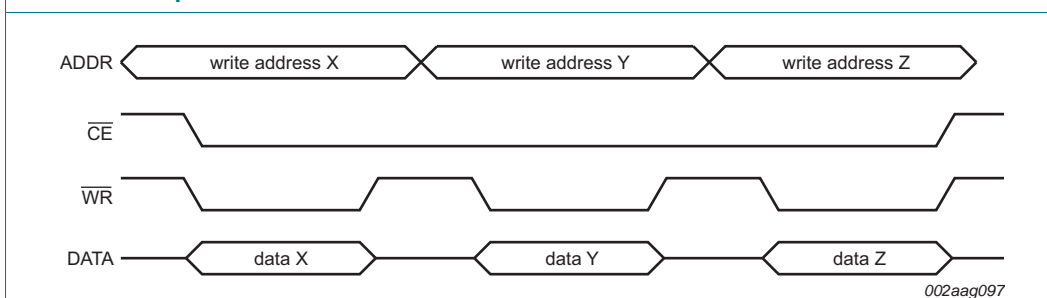 ADDR write address X write address Y write address Z
CE
WR
DATA data X data Y data Z
002aag097